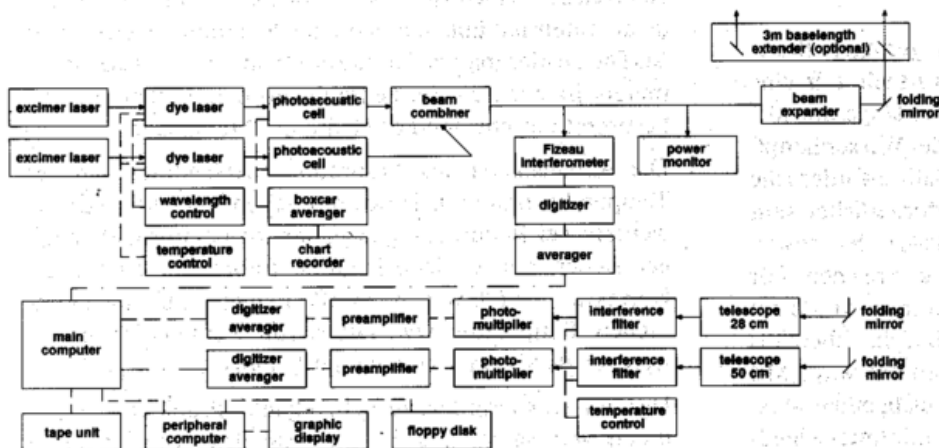 3m baselength
extender (optional)
excimer laser
dye laser
photoacoustic
cell
beam
combiner
beam
expander
folding
mirror
excimer laser
dye laser
photoacoustic
cell
Fizeau
interferometer
power
monitor
wavelength
control
boxcar
averager
digitizer
temperature
control
chart
recorder
averager
main
computer
digitizer
averager
preamplifier
photo-
multiplier
interference
filter
telescope
28 cm
folding
mirror
digitizer
averager
preamplifier
photo-
multiplier
interference
filter
telescope
50 cm
folding
mirror
temperature
control
tape unit
peripheral
computer
graphic
display
floppy disk